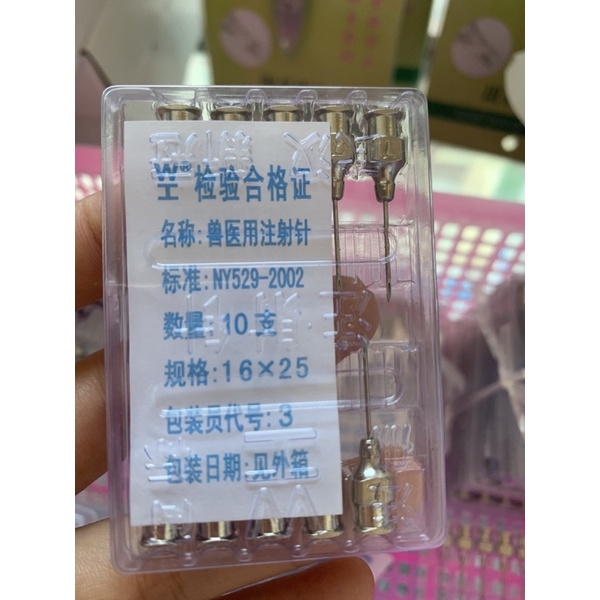 W® 检验合格证
名称:兽医用注射针
标准:NY529-2002
数量:10支
规格:16×25
包装员代号:3
包装日期:见外箱